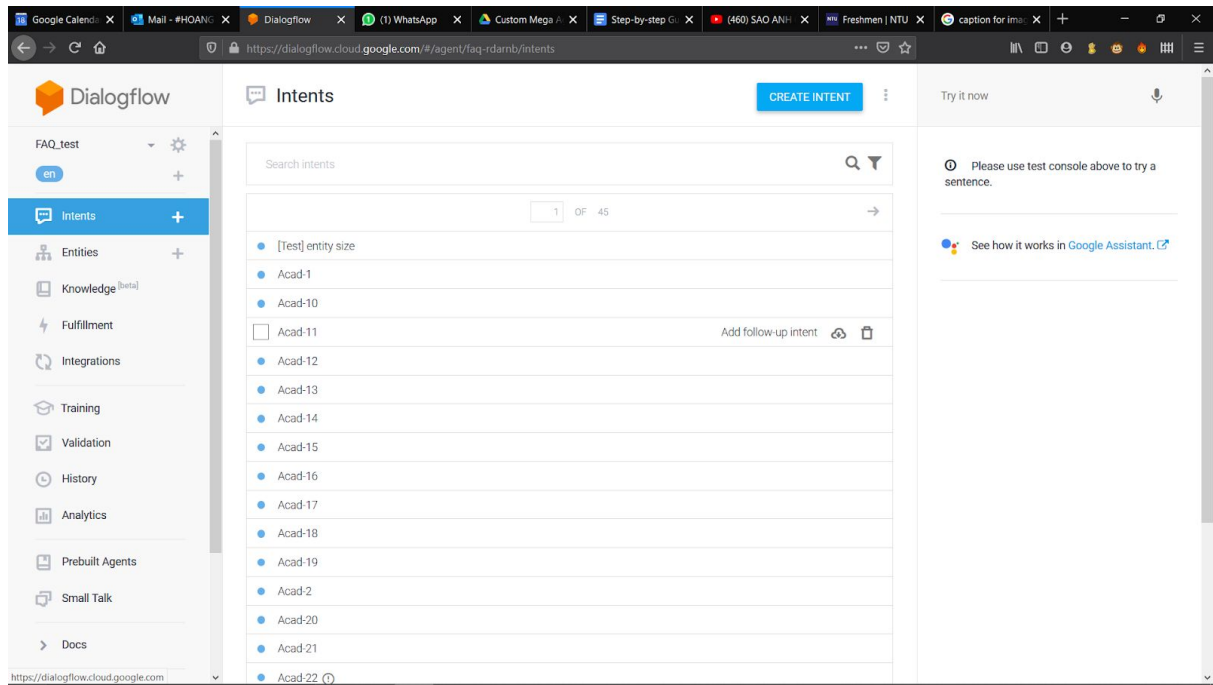 18 Google Calenda
Mail - #HOANG
Dialogflow
(1) WhatsApp
Custom Mega A
Step-by-step Gu
(460) SAO ANH
NTU Freshmen | NTU
G caption for imag
https://dialogflow.cloud.google.com/#/agent/faq-rdarnb/intents
Dialogflow
FAQ_test
en
Intents
Entities
Knowledge [beta]
Fulfillment
Integrations
Training
Validation
History
Analytics
Prebuilt Agents
Small Talk
Docs
https://dialogflow.cloud.google.com
Intents
CREATE INTENT
Search intents
1 OF 45
[Test] entity size
Acad-1
Acad-10
Acad-11 Add follow-up intent
Acad-12
Acad-13
Acad-14
Acad-15
Acad-16
Acad-17
Acad-18
Acad-19
Acad-2
Acad-20
Acad-21
Acad-22
Try it now
Please use test console above to try a
sentence.
See how it works in Google Assistant.